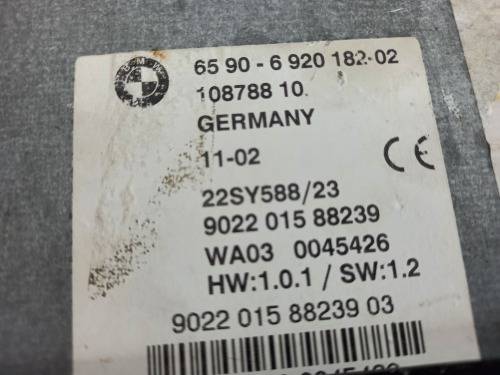 BMW
65 90 - 6 920 182-02
108788 10.
GERMANY
11-02
CE
22SY588/23
9022 015 88239
WA03 0045426
HW:1.0.1 / SW:1.2
9022 015 88239 03